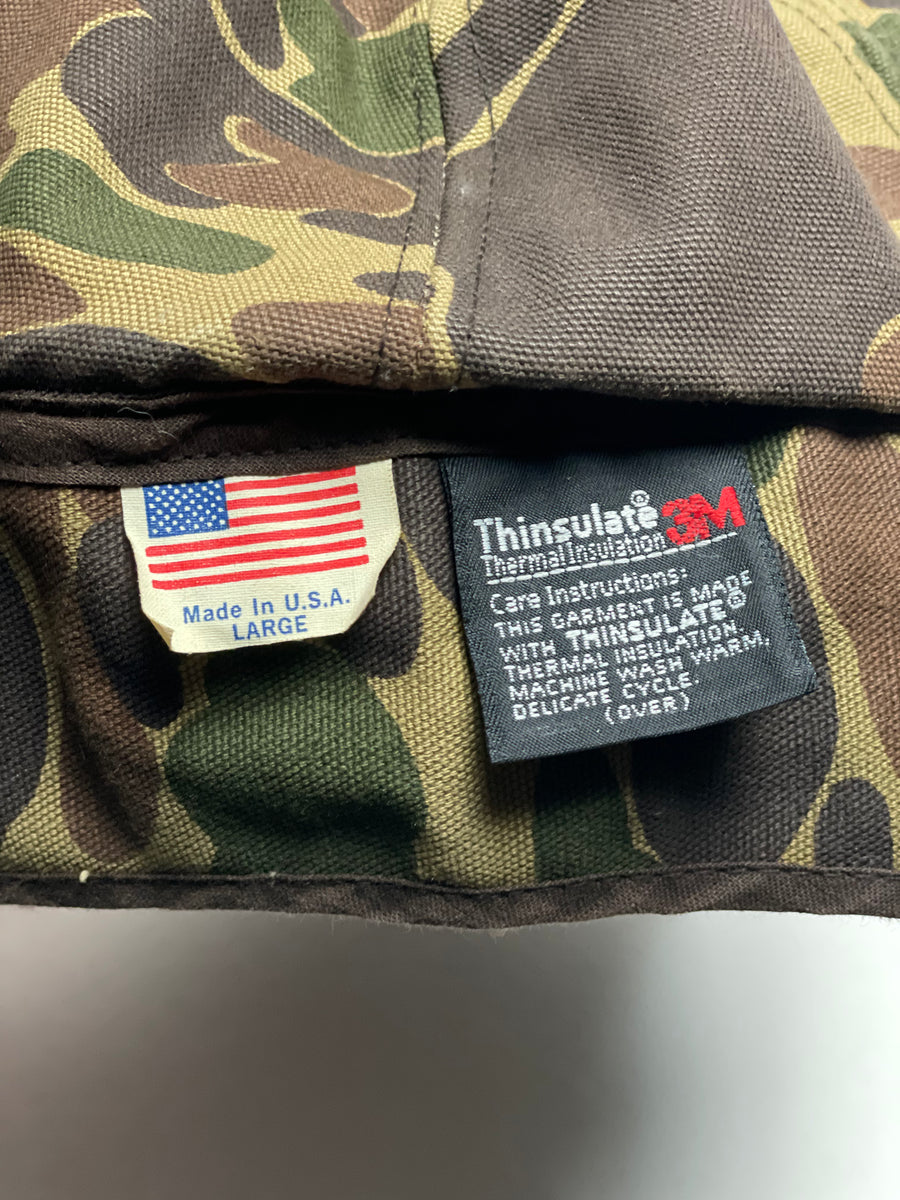 Made In U.S.A.
LARGE
Thinsulate® 3M
Thermal Insulation
Care Instructions:
THIS GARMENT IS MADE
WITH THINSULATE®
THERMAL INSULATION.
MACHINE WASH WARM,
DELICATE CYCLE.
(OVER)